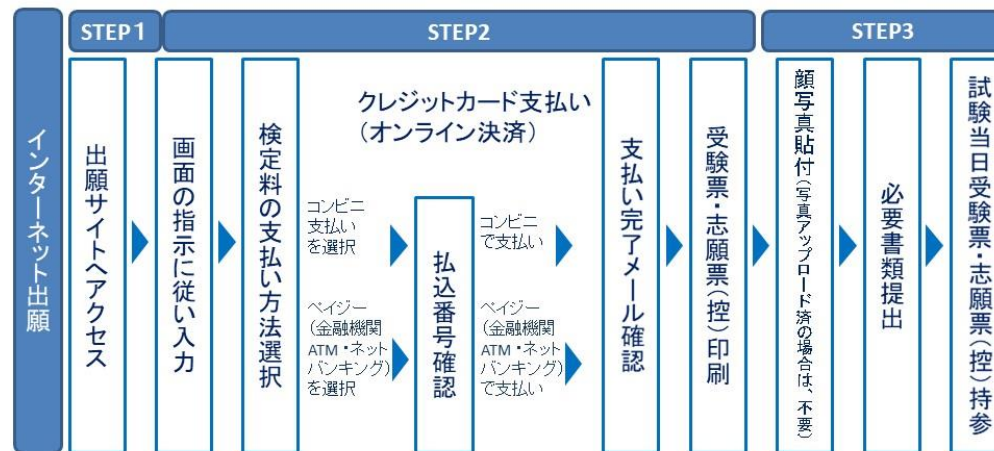 インターネット出願
STEP1
出願サイトへアクセス
STEP2
画面の指示に従い入力
検定料の支払い方法選択
クレジットカード支払い
（オンライン決済）
コンビニ
支払い
を選択
ペイジー
（金融機関
ATM・ネット
バンキング）
を選択
払込番号確認
コンビニ
で支払い
ペイジー
（金融機関
ATM・ネット
バンキング）
で支払い
支払い完了メール確認
受験票・志願票（控）印刷
STEP3
顔写真貼付（写真アップロード済の場合は、不要）
必要書類提出
試験当日受験票・志願票（控）持参